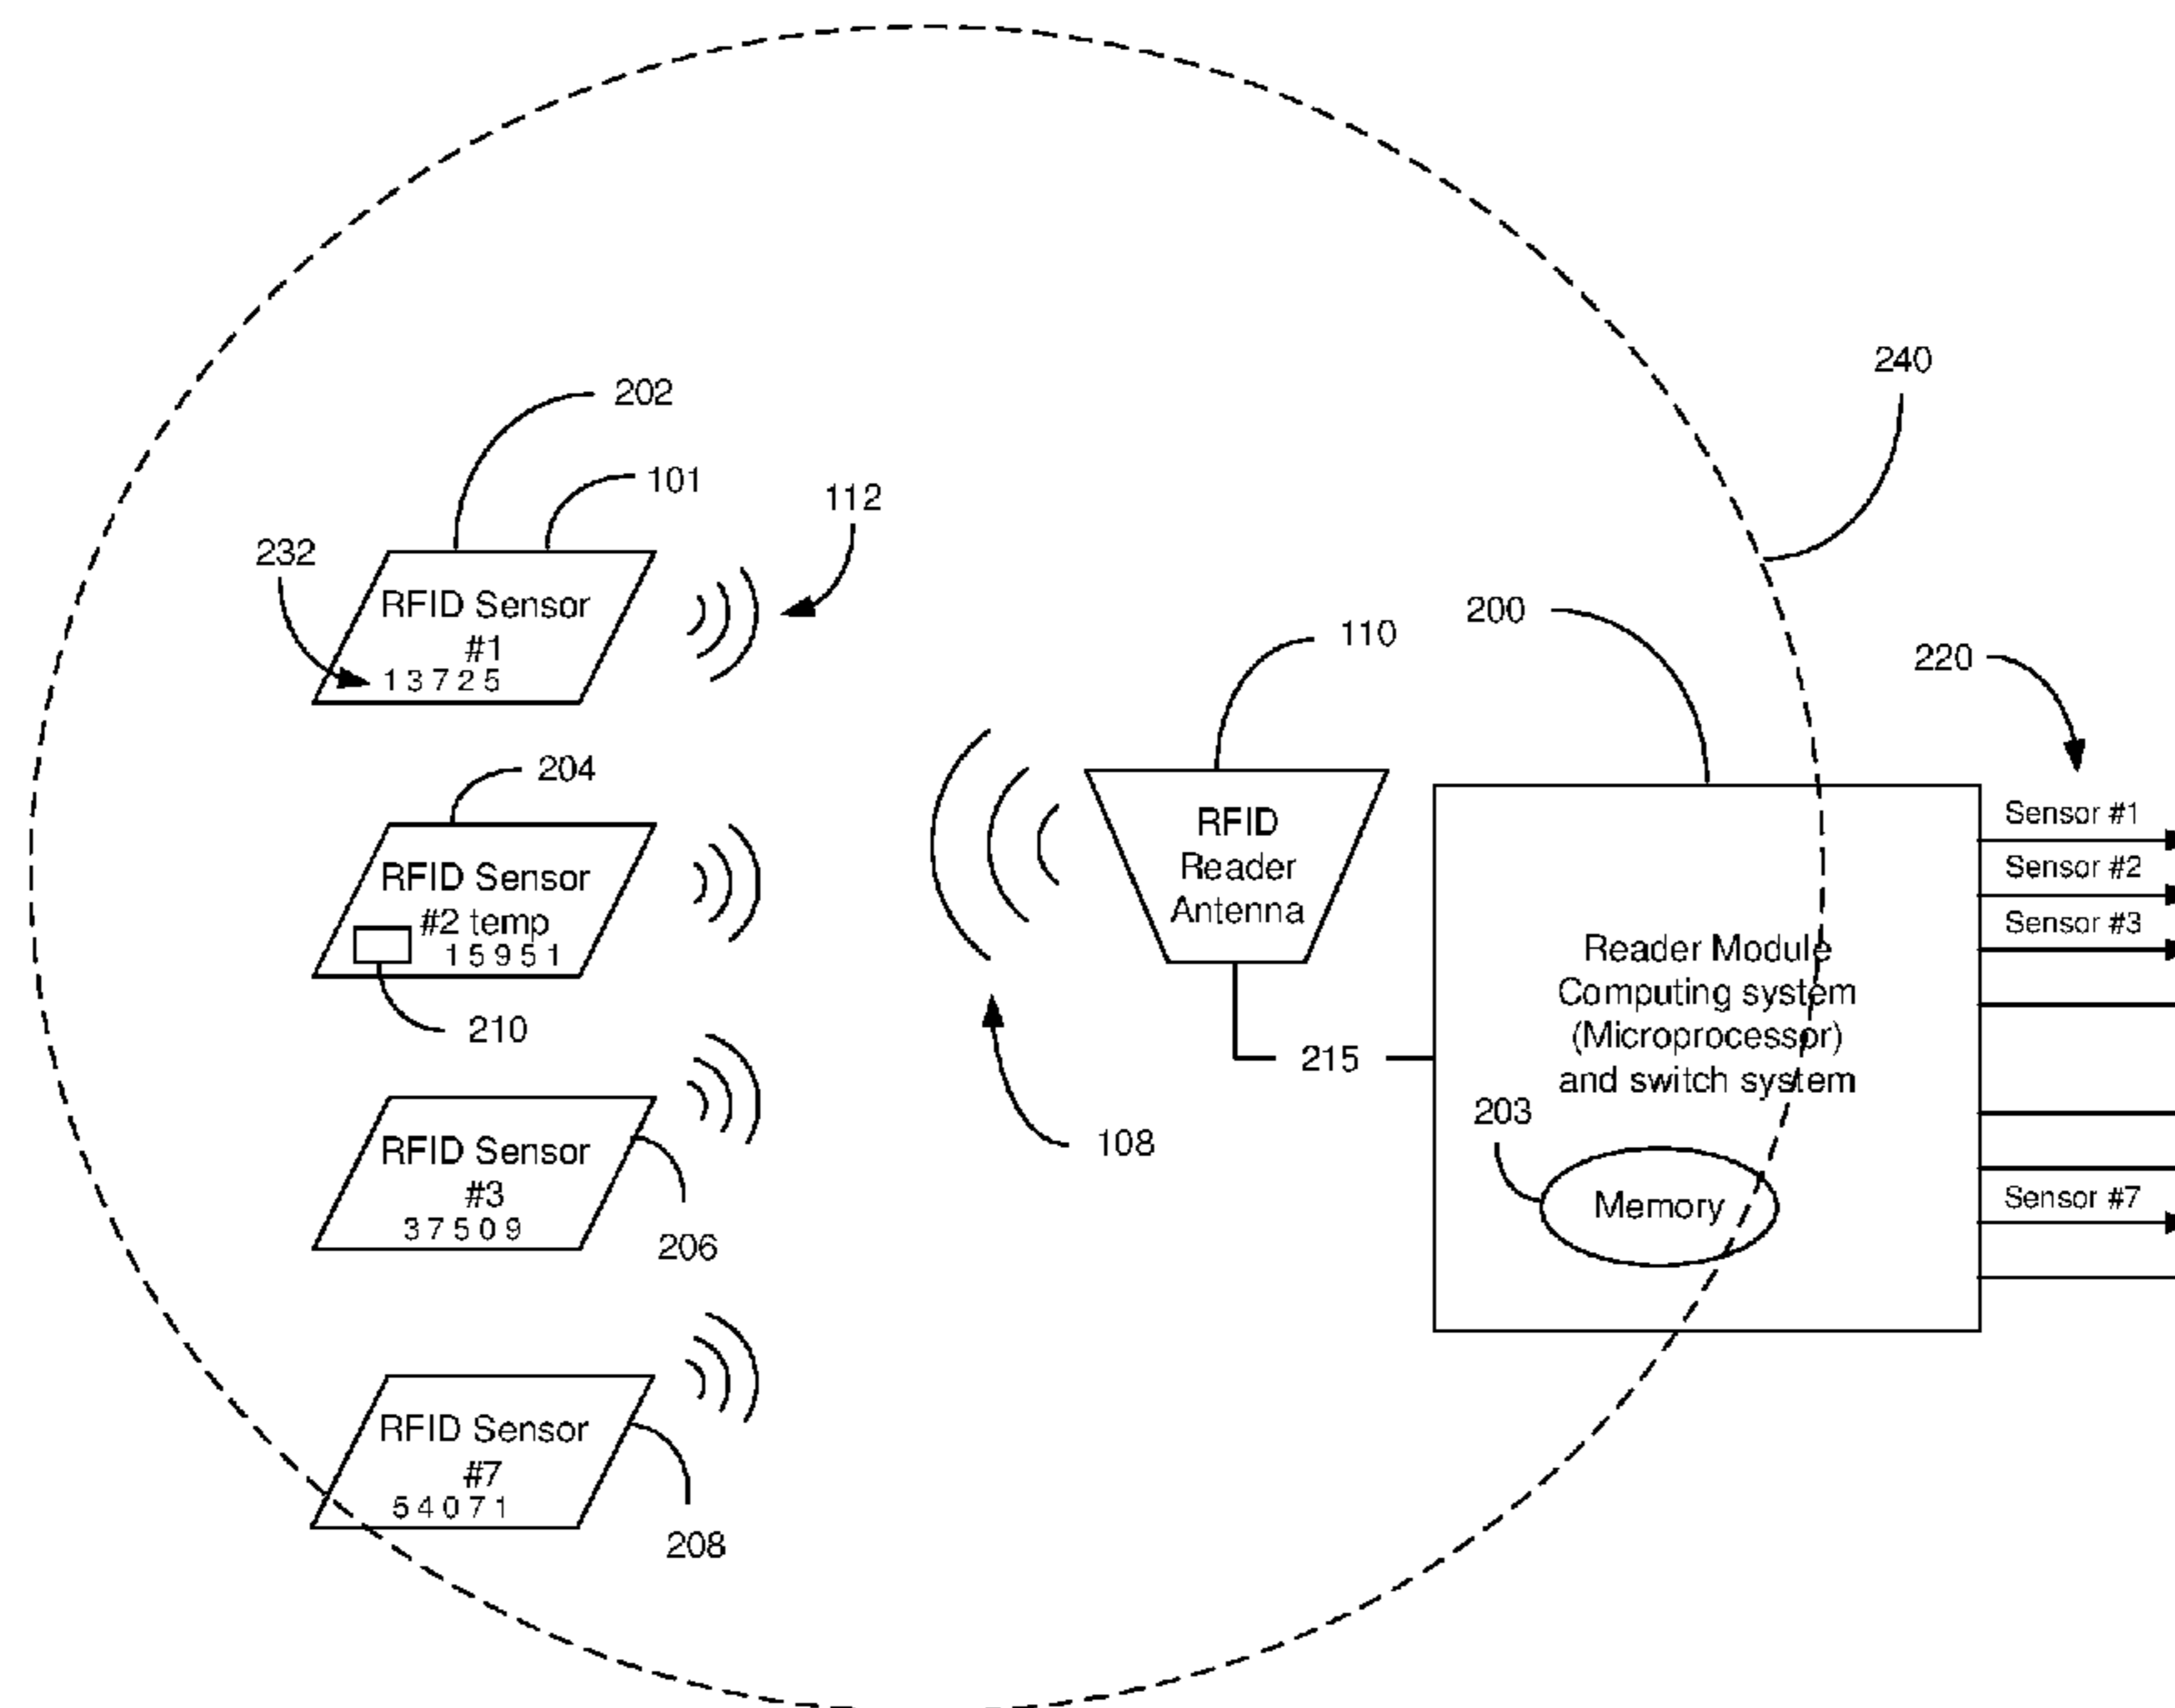 240
202
101
112
232
RFID Sensor
#1
1 3 7 2 5
110
200
220
204
RFID Sensor
#2 temp
1 5 9 5 1
210
RFID
Reader
Antenna
215
108
Reader Module
Computing system
(Microprocessor)
and switch system
203
Memory
Sensor #1
Sensor #2
Sensor #3
Sensor #7
RFID Sensor
#3
3 7 5 0 9
206
RFID Sensor
#7
5 4 0 7 1
208